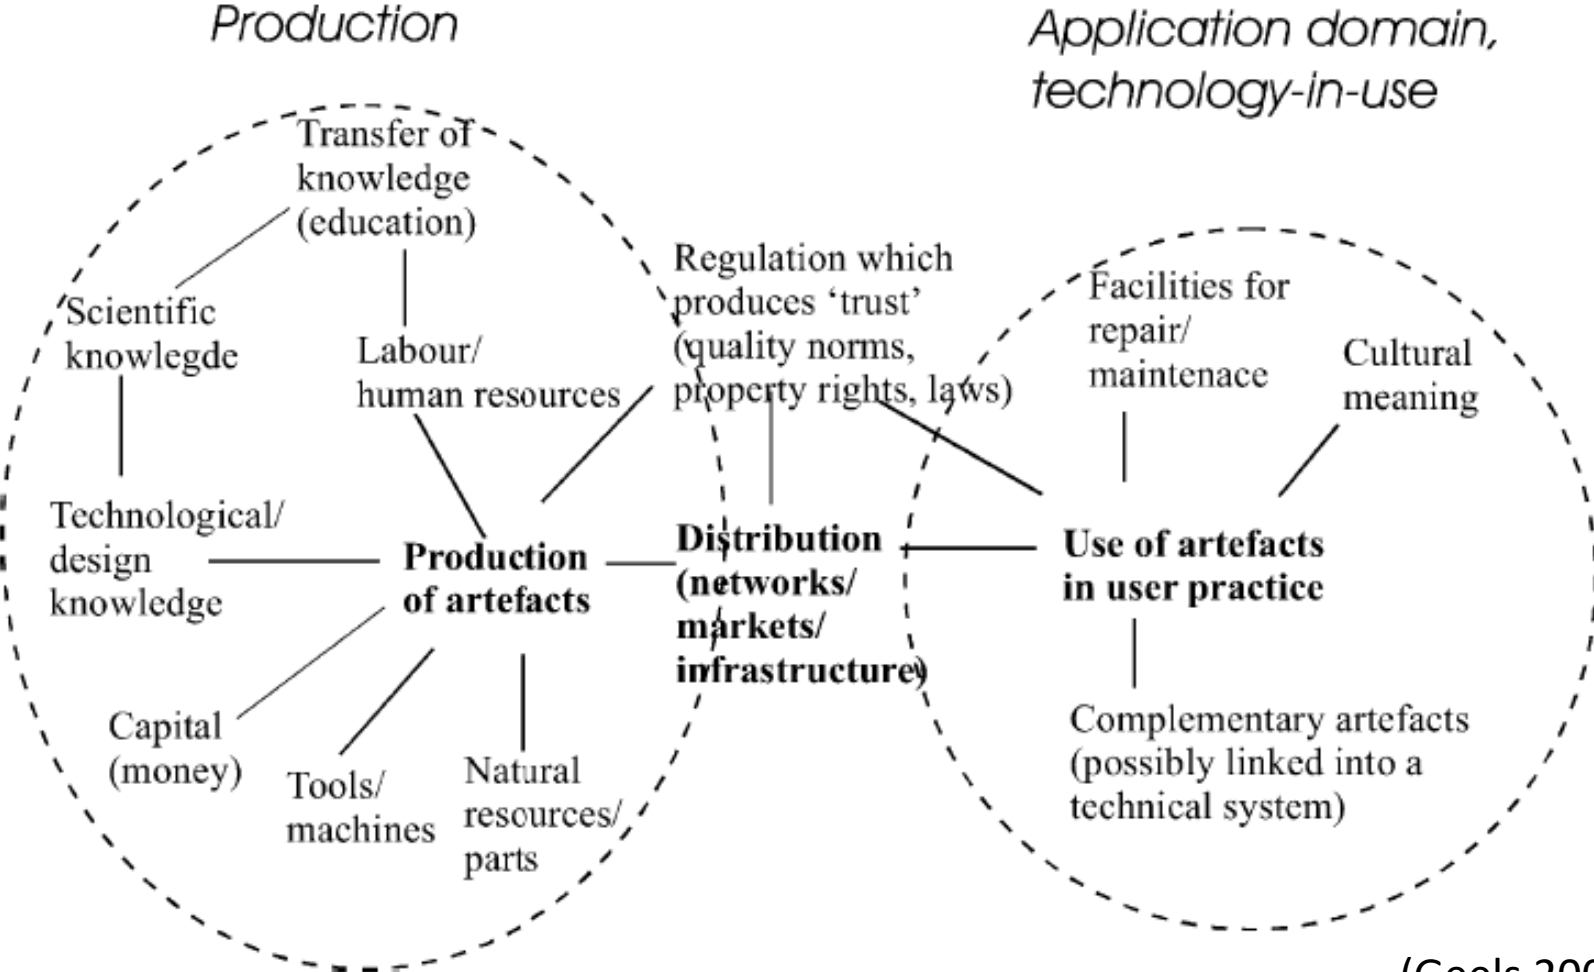 Production
Application domain,
technology-in-use
Transfer of
knowledge
(education)
Scientific
knowlegde
Labour/
human resources
Regulation which
produces ‘trust’
(quality norms,
property rights, laws)
Facilities for
repair/
maintenace
Cultural
meaning
Technological/
design
knowledge
Production
of artefacts
Distribution
(networks/
markets/
infrastructure)
Use of artefacts
in user practice
Capital
(money)
Tools/
machines
Natural
resources/
parts
Complementary artefacts
(possibly linked into a
technical system)